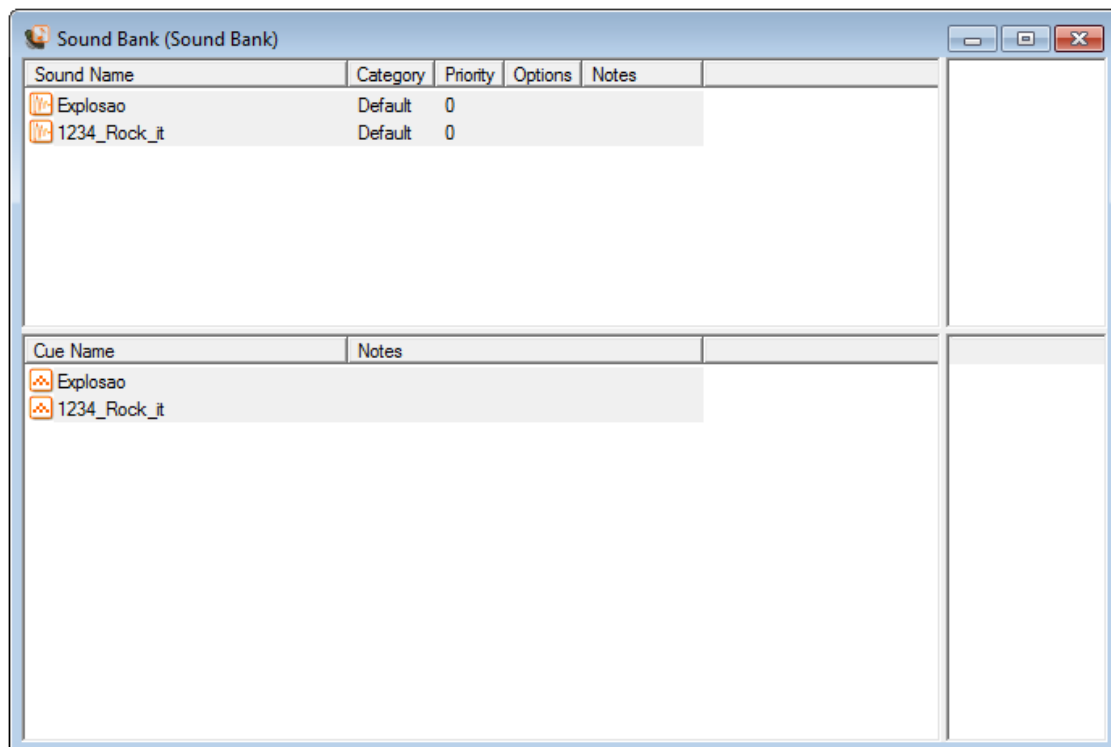 Sound Bank (Sound Bank)
Sound Name Category Priority Options Notes
Explosao Default 0
1234_Rock_it Default 0
Cue Name Notes
Explosao
1234_Rock_it